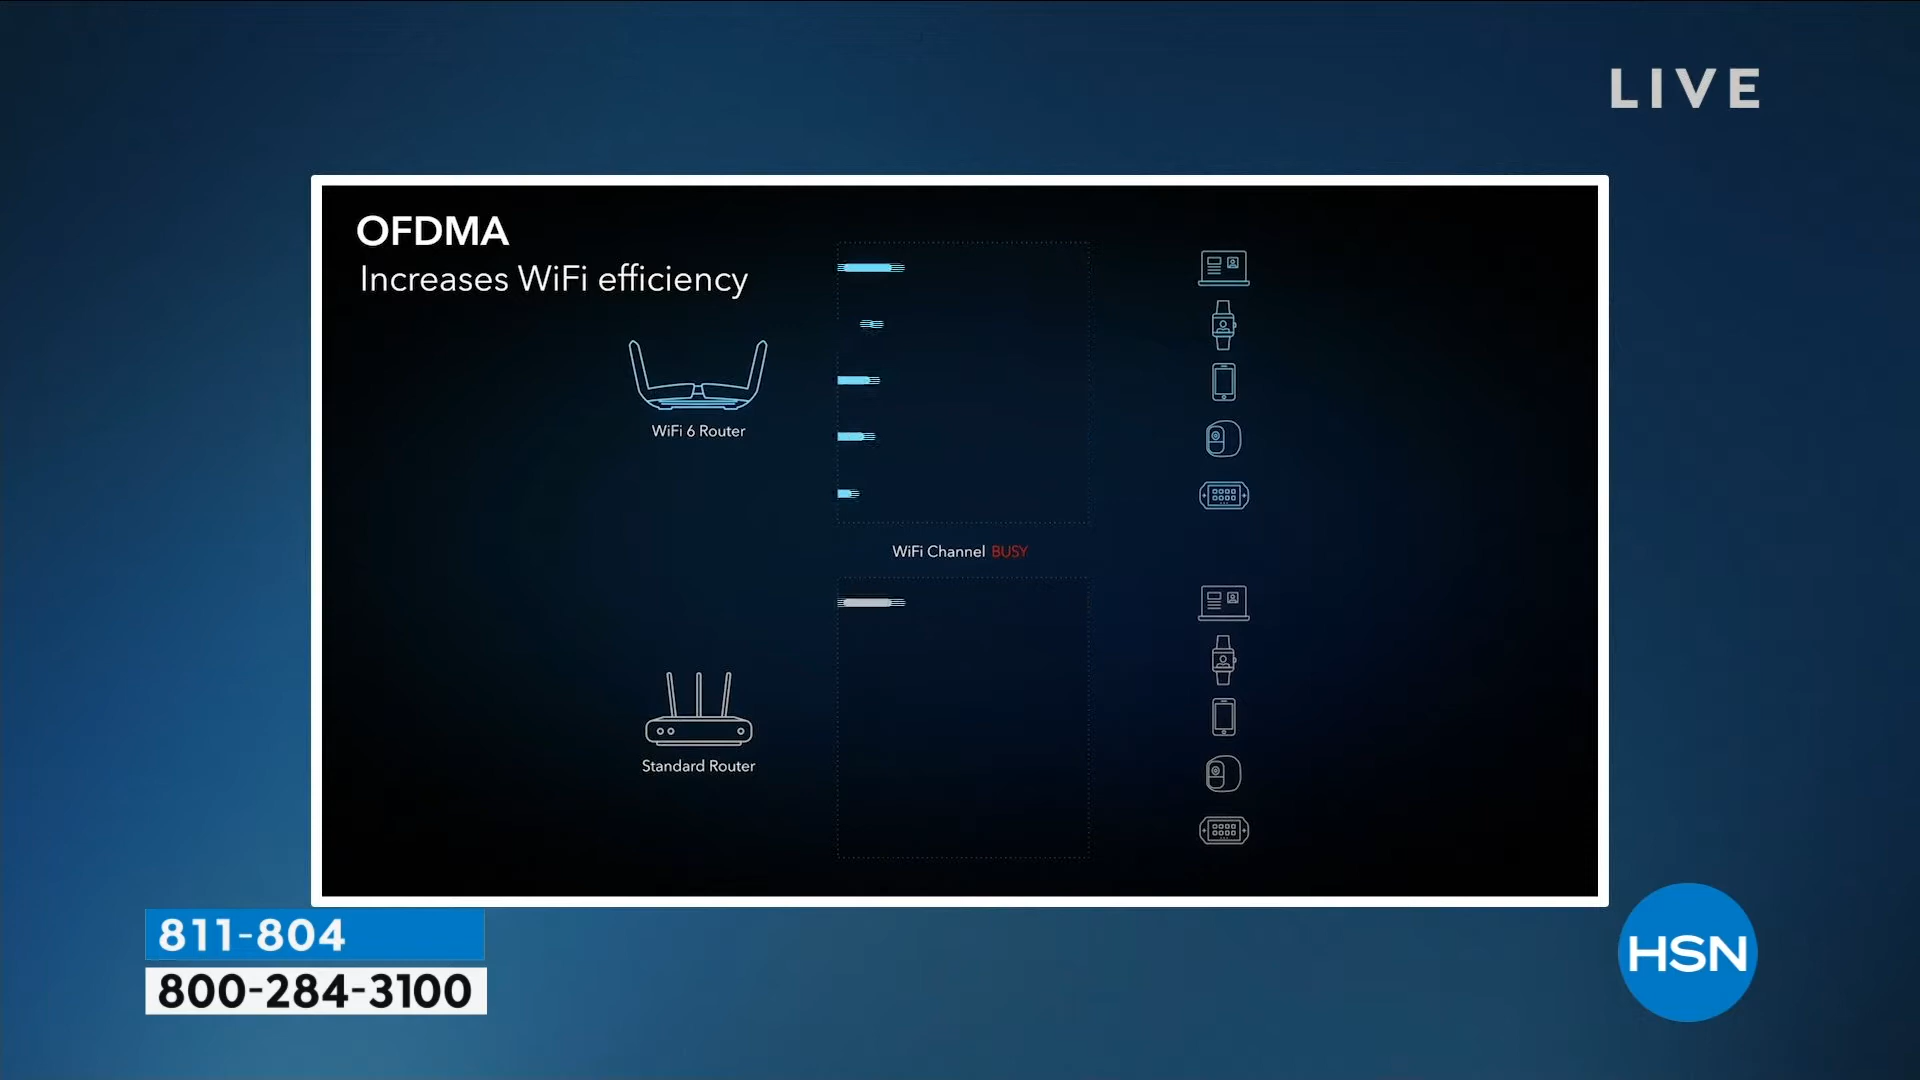 LIVE
OFDMA
Increases WiFi efficiency
WiFi 6 Router
WiFi Channel BUSY
Standard Router
811-804
800-284-3100
HSN